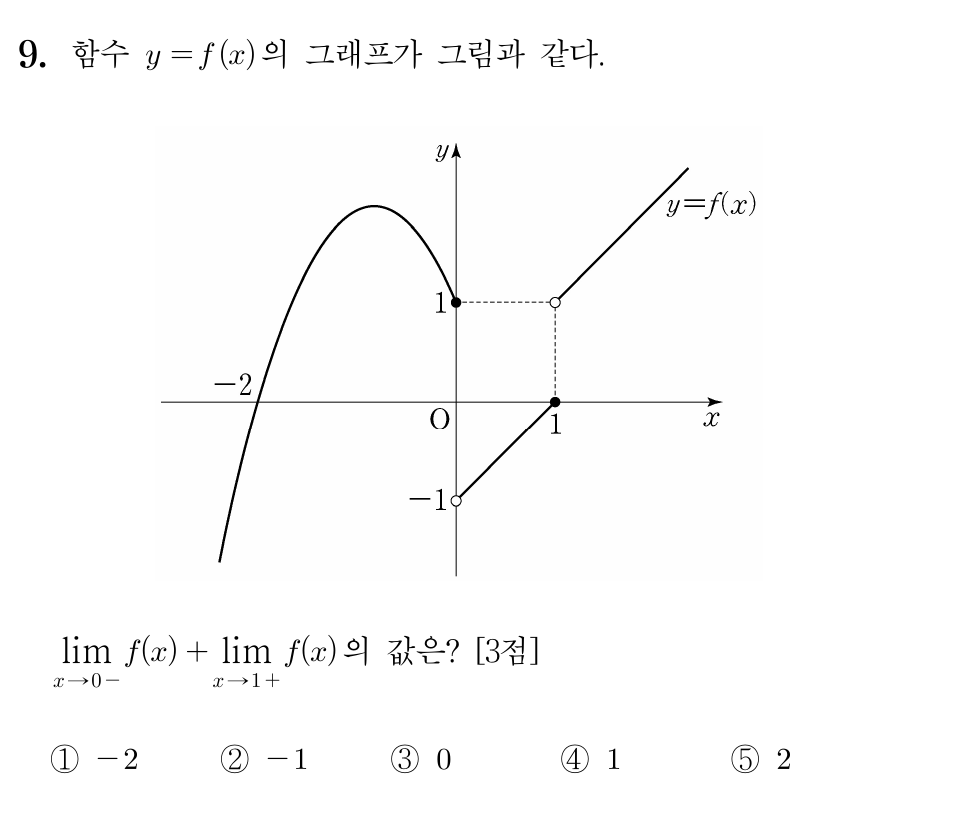 9. 함수 y=f(x)의 그래프가 그림과 같다.
y
y=f(x)
1
-2
O
1
x
-1
lim f(x) + lim f(x)의 값은? [3점]
x→0- x→1+
① -2 ② -1 ③ 0 ④ 1 ⑤ 2